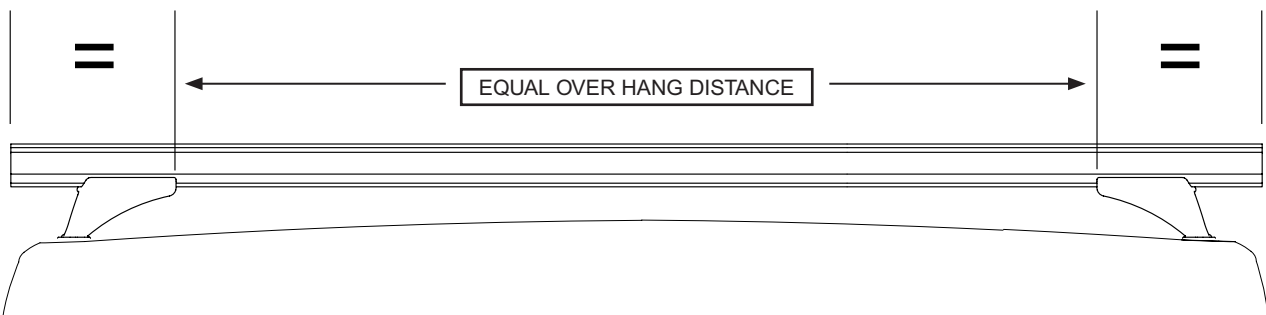 =
=
EQUAL OVER HANG DISTANCE